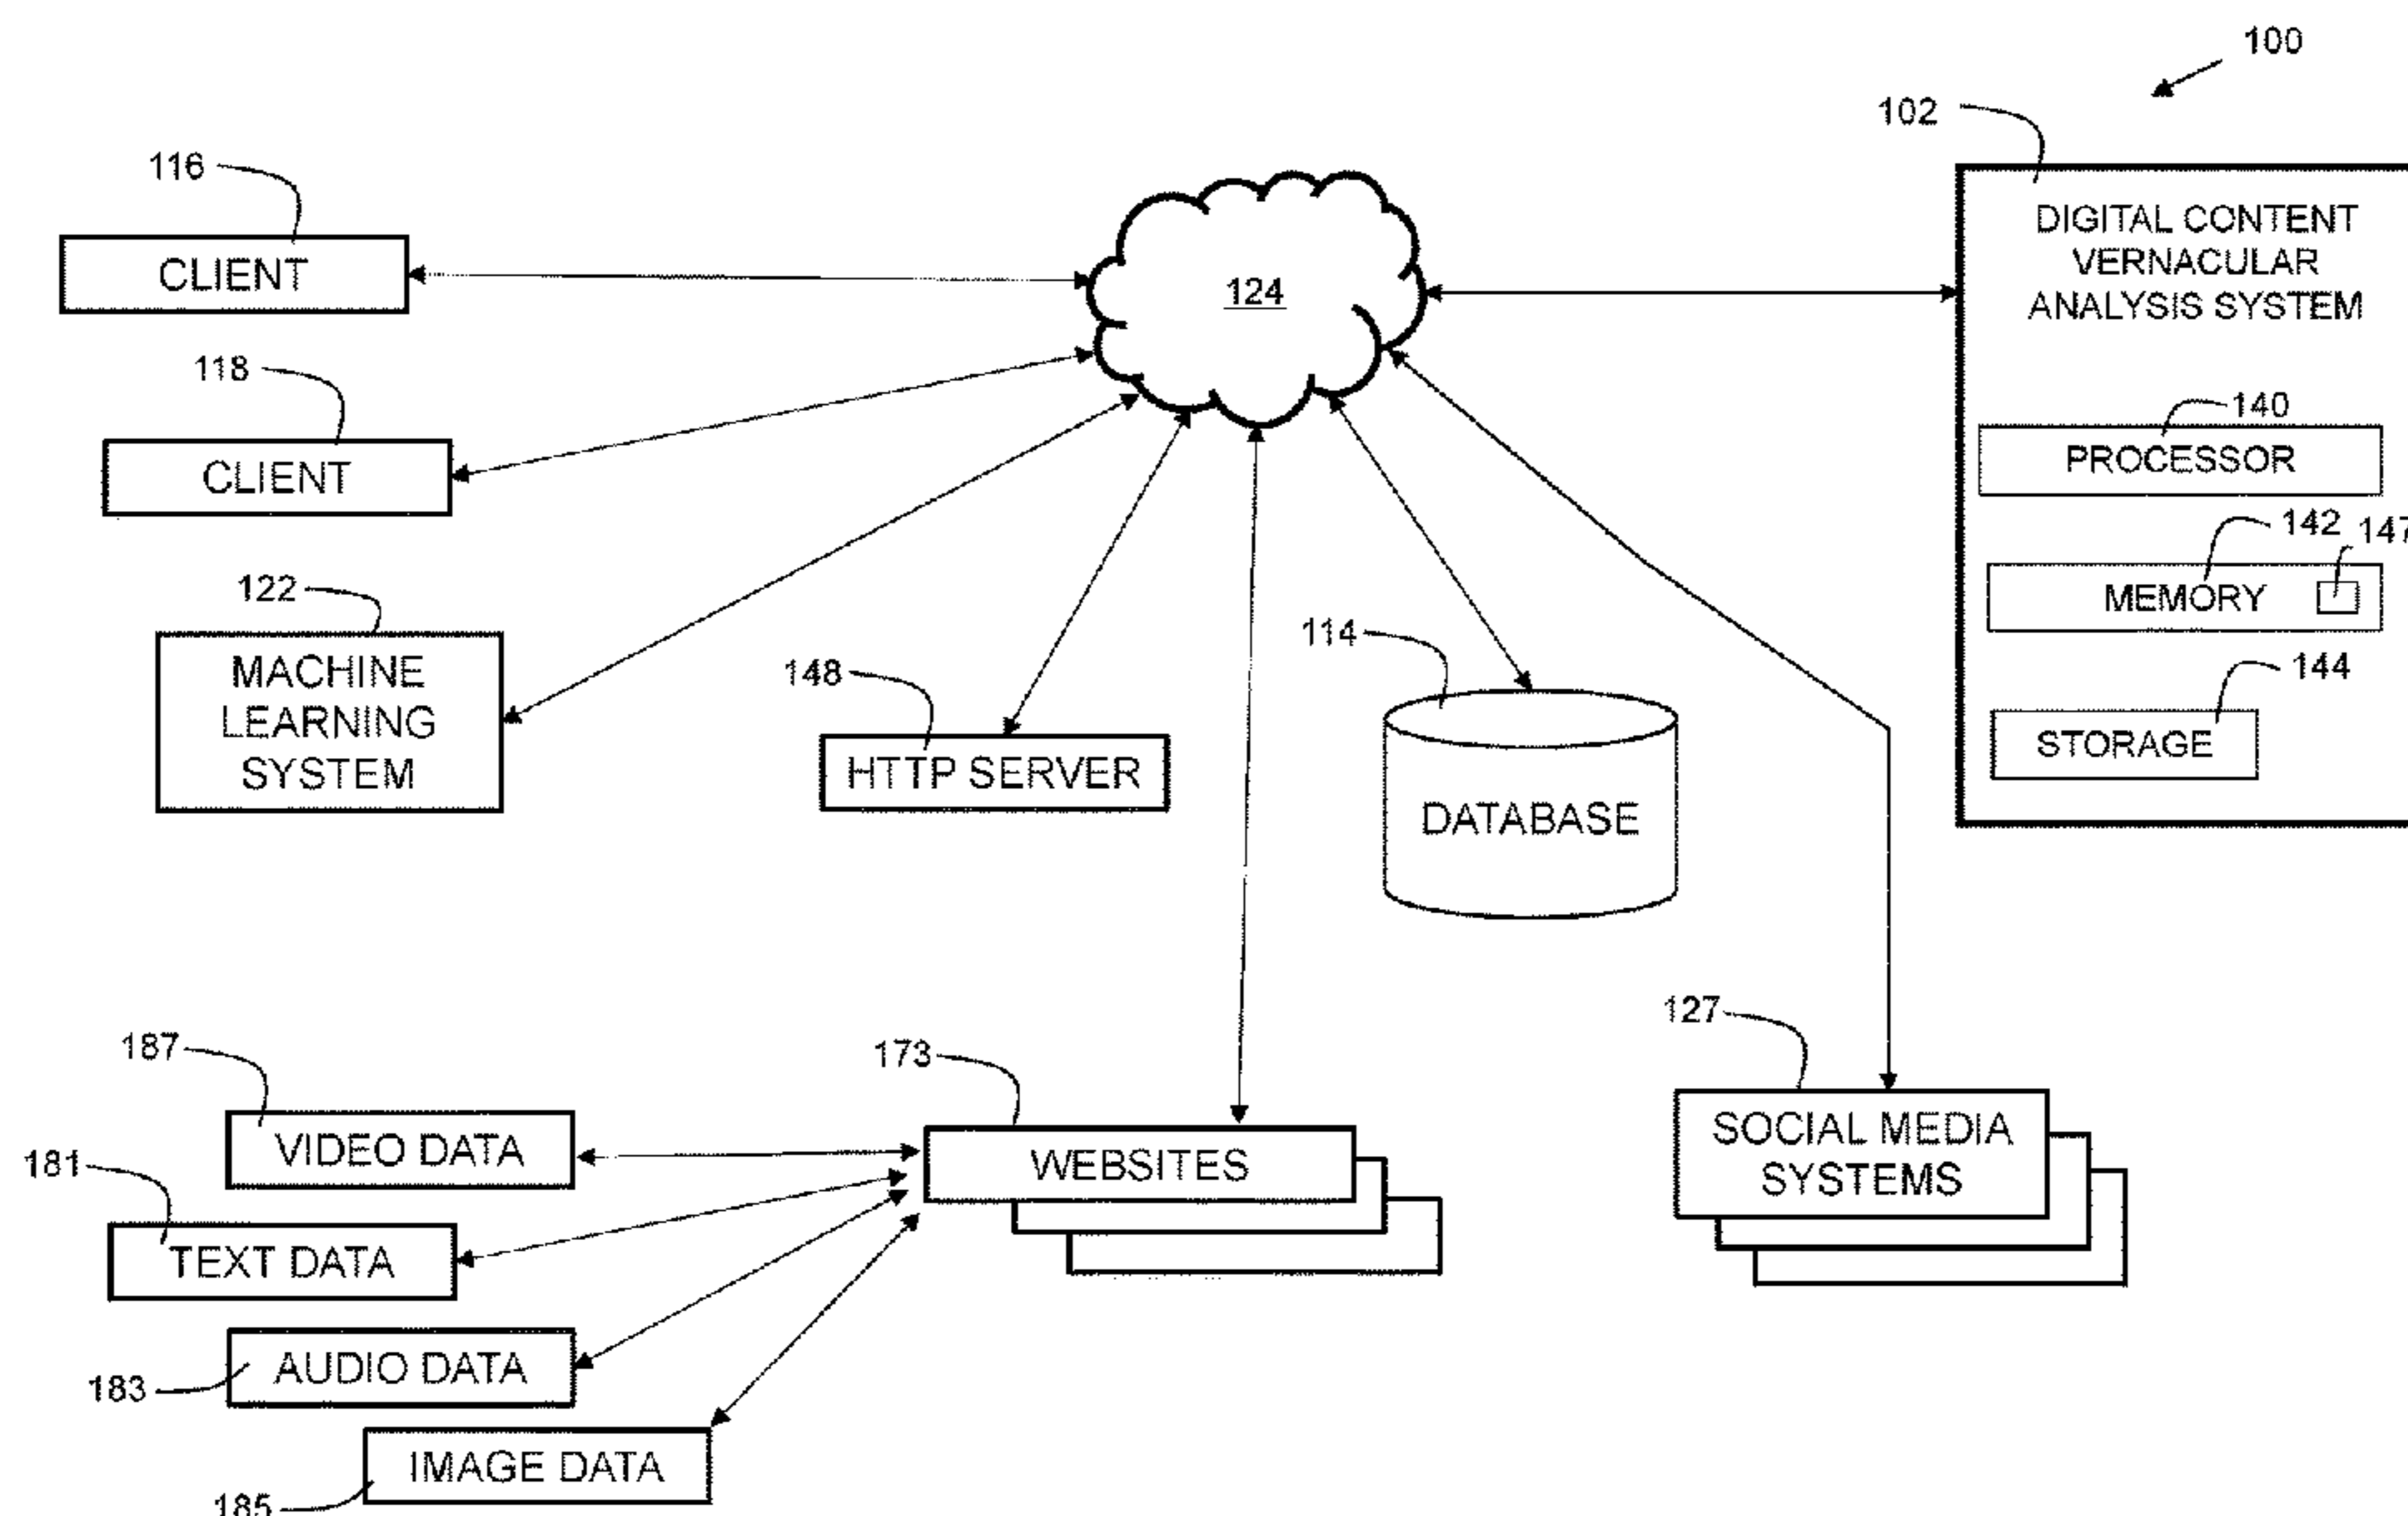 100
102
116
DIGITAL CONTENT
VERNACULAR
ANALYSIS SYSTEM
CLIENT
124
118
140
PROCESSOR
CLIENT
142
147
MEMORY
122
114
144
MACHINE
LEARNING
SYSTEM
148
STORAGE
HTTP SERVER
DATABASE
127
187
173
SOCIAL MEDIA
SYSTEMS
VIDEO DATA
WEBSITES
181
TEXT DATA
AUDIO DATA
183
IMAGE DATA
185